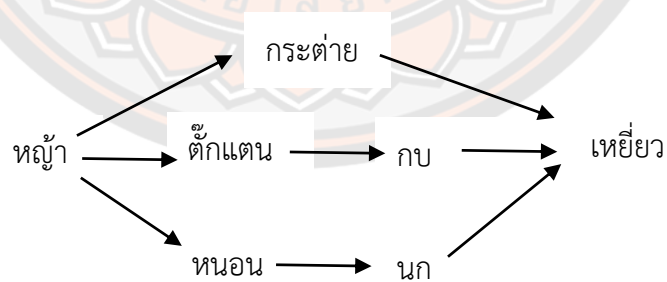 กระต่าย
หญ้า ตั๊กแตน กบ เหยี่ยว
หนอน นก